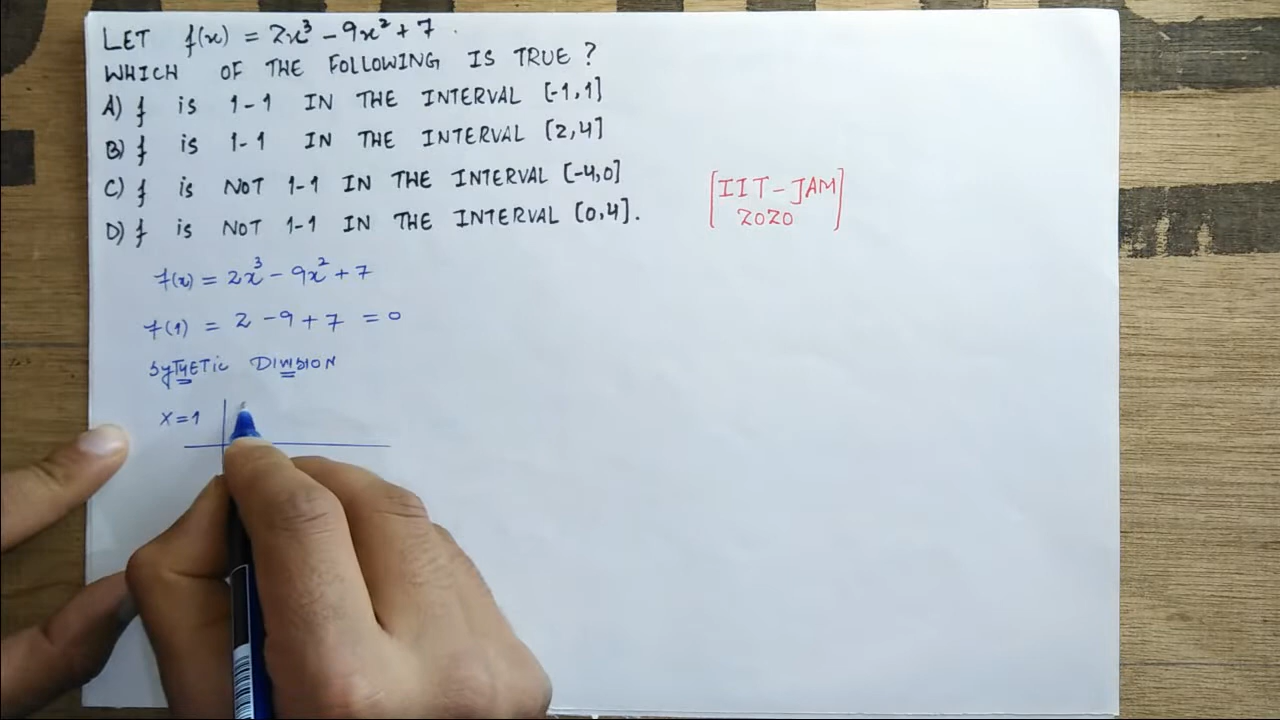 LET f(x) = 2x³ - 9x² + 7.
WHICH OF THE FOLLOWING IS TRUE?
A) f is 1-1 IN THE INTERVAL [-1,1]
B) f is 1-1 IN THE INTERVAL [2,4]
C) f is NOT 1-1 IN THE INTERVAL [-4,0]
D) f is NOT 1-1 IN THE INTERVAL [0,4].
[IIT-JAM
2020]
f(x) = 2x³ - 9x² + 7
f(1) = 2 - 9 + 7 = 0
x=1